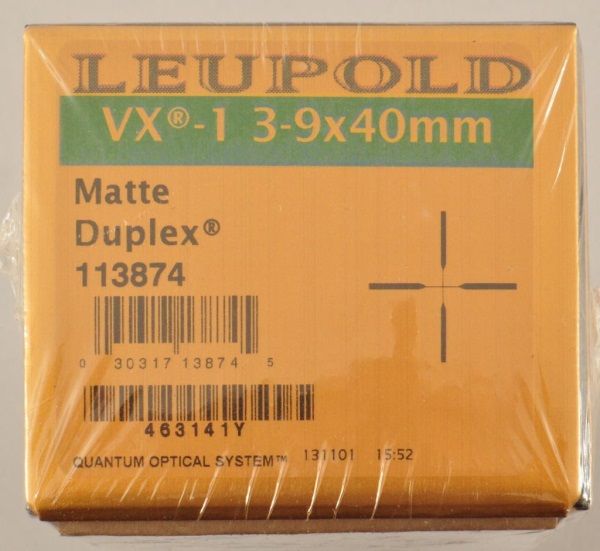 LEUPOLD
VX®-1 3-9x40mm
Matte
Duplex®
113874
0 30317 13874 5
463141Y
QUANTUM OPTICAL SYSTEM™ 131101 15:52